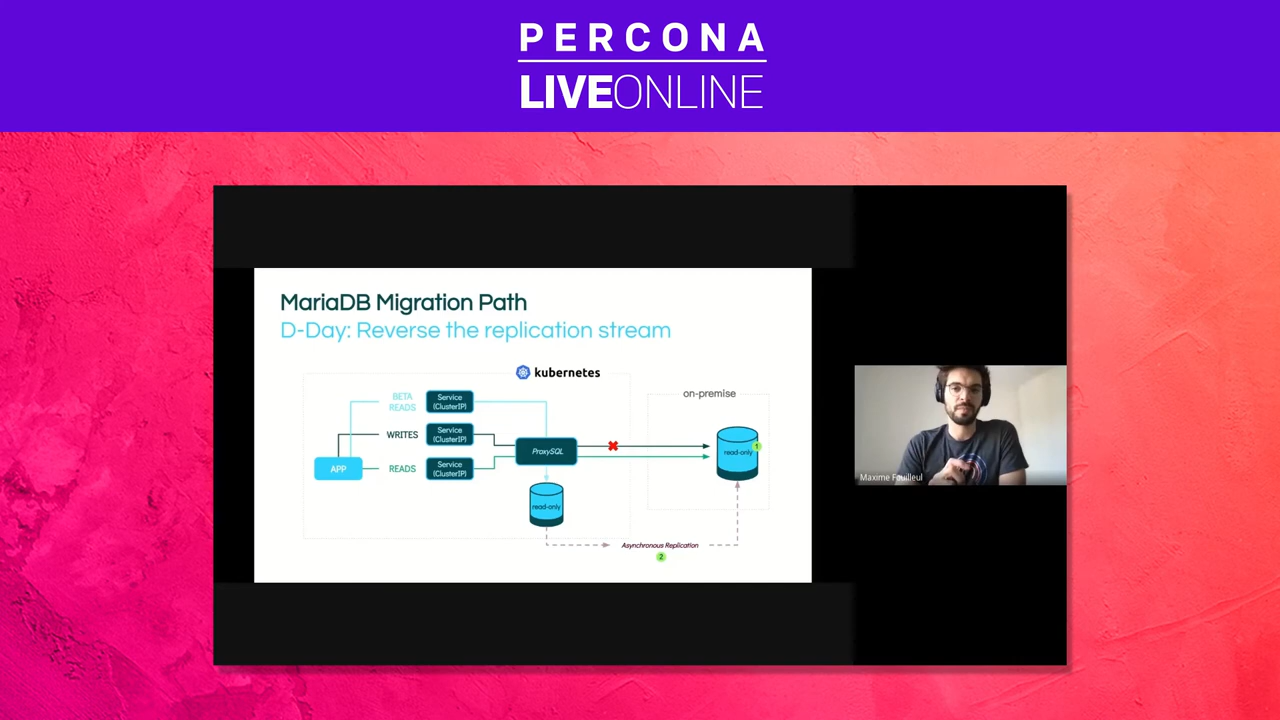 PERCONA
LIVEONLINE
MariaDB Migration Path
D-Day: Reverse the replication stream
kubernetes
on-premise
BETA
READS
Service
(ClusterIP)
WRITES
Service
(ClusterIP)
APP
READS
Service
(ClusterIP)
ProxySQL
read-only
1
read-only
Asynchronous Replication
2
Maxime Fouilleul